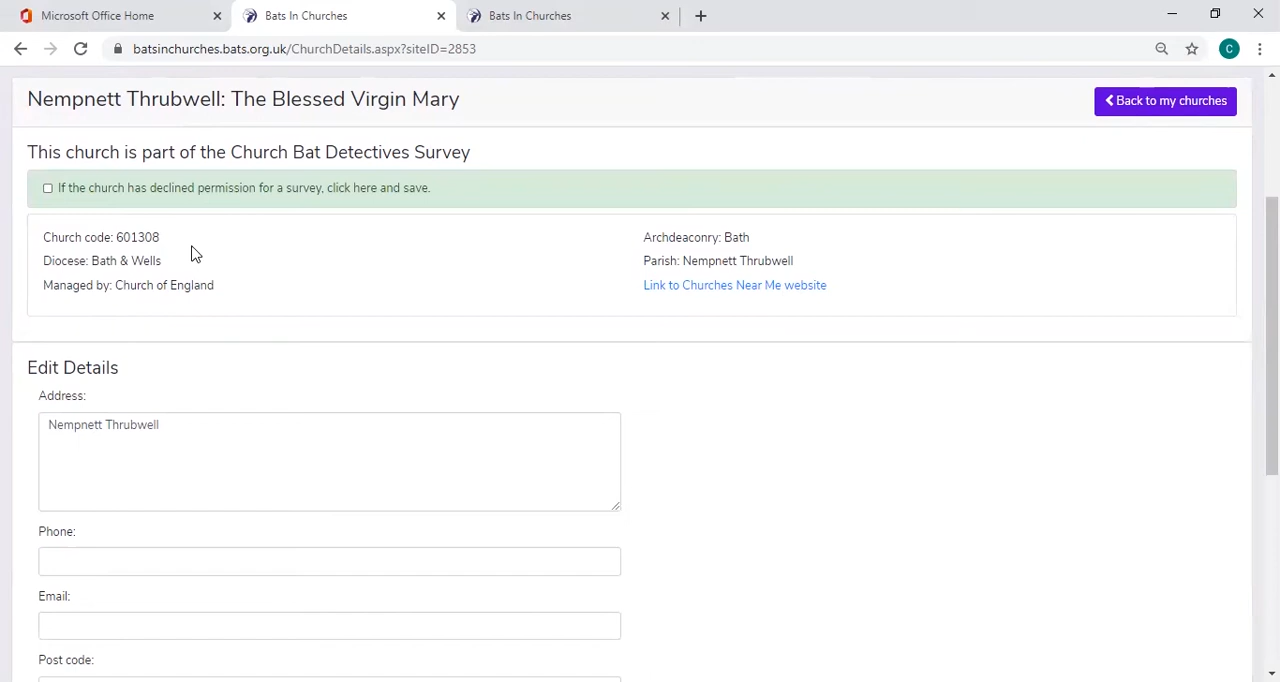 Microsoft Office Home
Bats In Churches
Bats In Churches
batsinchurches.bats.org.uk/ChurchDetails.aspx?siteID=2853
C
Nempnett Thrubwell: The Blessed Virgin Mary
Back to my churches
This church is part of the Church Bat Detectives Survey
If the church has declined permission for a survey, click here and save.
Church code: 601308
Archdeaconry: Bath
Diocese: Bath & Wells
Parish: Nempnett Thrubwell
Managed by: Church of England
Link to Churches Near Me website
Edit Details
Address:
Nempnett Thrubwell
Phone:
Email:
Post code: